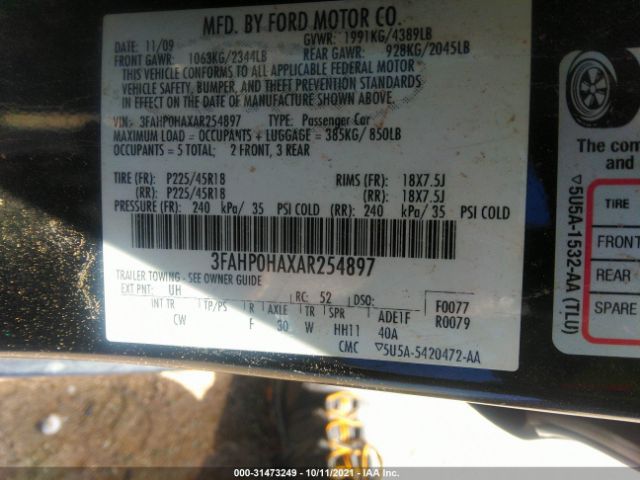 MFD. BY FORD MOTOR CO.
DATE: 11/09 GVWR: 1991KG/4389LB
FRONT GAWR: 1063KG/2344LB REAR GAWR: 928KG/2045LB
THIS VEHICLE CONFORMS TO ALL APPLICABLE FEDERAL MOTOR
VEHICLE SAFETY, BUMPER, AND THEFT PREVENTION STANDARDS
IN EFFECT ON THE DATE OF MANUFACTURE SHOWN ABOVE.
VIN: 3FAHP0HAXAR254897 TYPE: Passenger Car
MAXIMUM LOAD = OCCUPANTS + LUGGAGE = 385KG/ 850LB
OCCUPANTS = 5 TOTAL: 2 FRONT, 3 REAR
TIRE (FR): P225/45R18 RIMS (FR): 18X7.5J
(RR): P225/45R18 (RR): 18X7.5J
PRESSURE (FR): 240 kPa/ 35 PSI COLD (RR): 240 kPa/ 35 PSI COLD
3FAHP0HAXAR254897
TRAILER TOWING - SEE OWNER GUIDE
EXT PNT: UH RC: 52 DSO: F0077
INT TR TP/PS R AXLE TR SPR ADE1F R0079
CW F 30 W HH11 40A
CMC ▽5U5A-5420472-AA
▽5U5A-1532-AA (TLU)
The com
and
TIRE
FRONT
REAR
SPARE
000-31473249 - 10/11/2021 - IAA Inc.